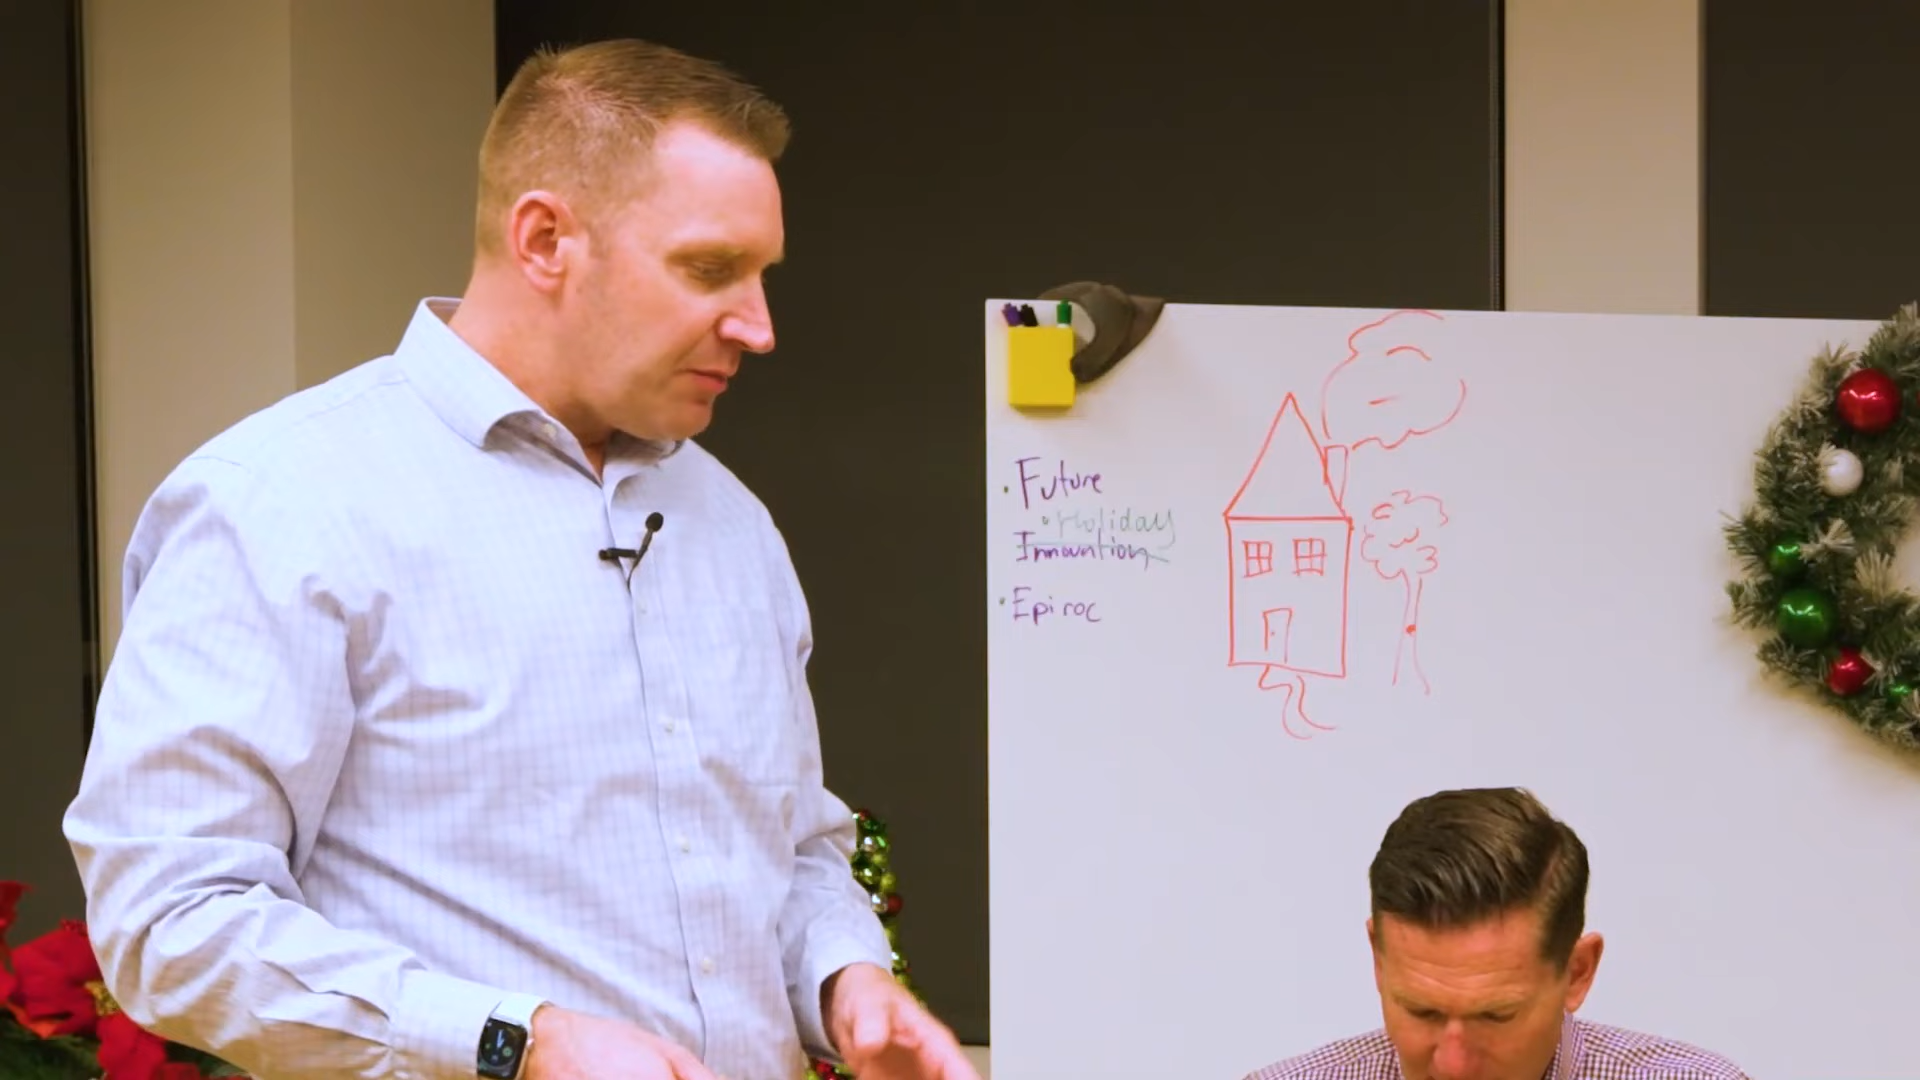 • Future
• Holiday
Innovation
• Epiroc